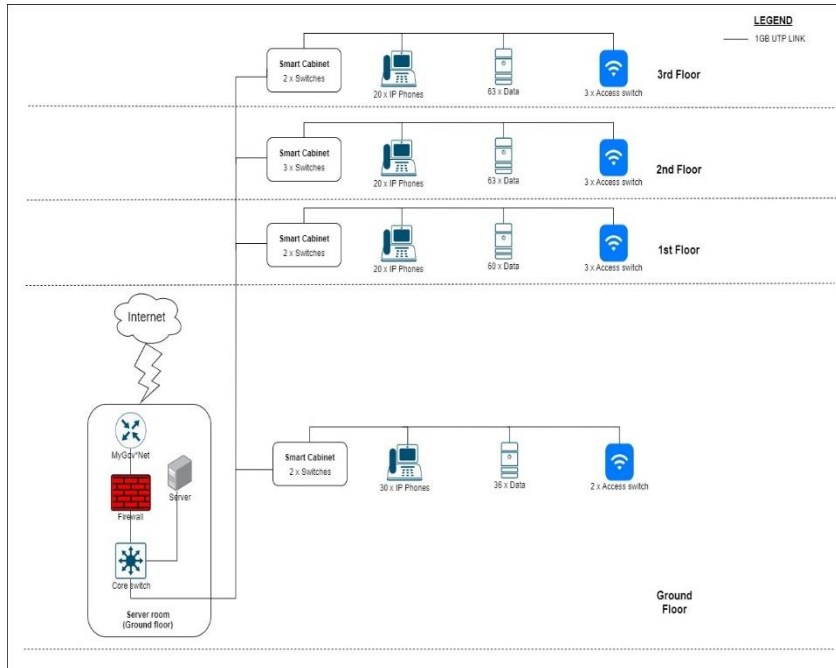 LEGEND
1GB UTP LINK
Smart Cabinet
2 x Switches
20 x IP Phones
63 x Data
3 x Access switch
3rd Floor
Smart Cabinet
3 x Switches
20 x IP Phones
63 x Data
3 x Access switch
2nd Floor
Smart Cabinet
2 x Switches
20 x IP Phones
60 x Data
3 x Access switch
1st Floor
Internet
MyGov*Net
Server
Firewall
Core switch
Server room
(Ground floor)
Smart Cabinet
2 x Switches
30 x IP Phones
36 x Data
2 x Access switch
Ground
Floor